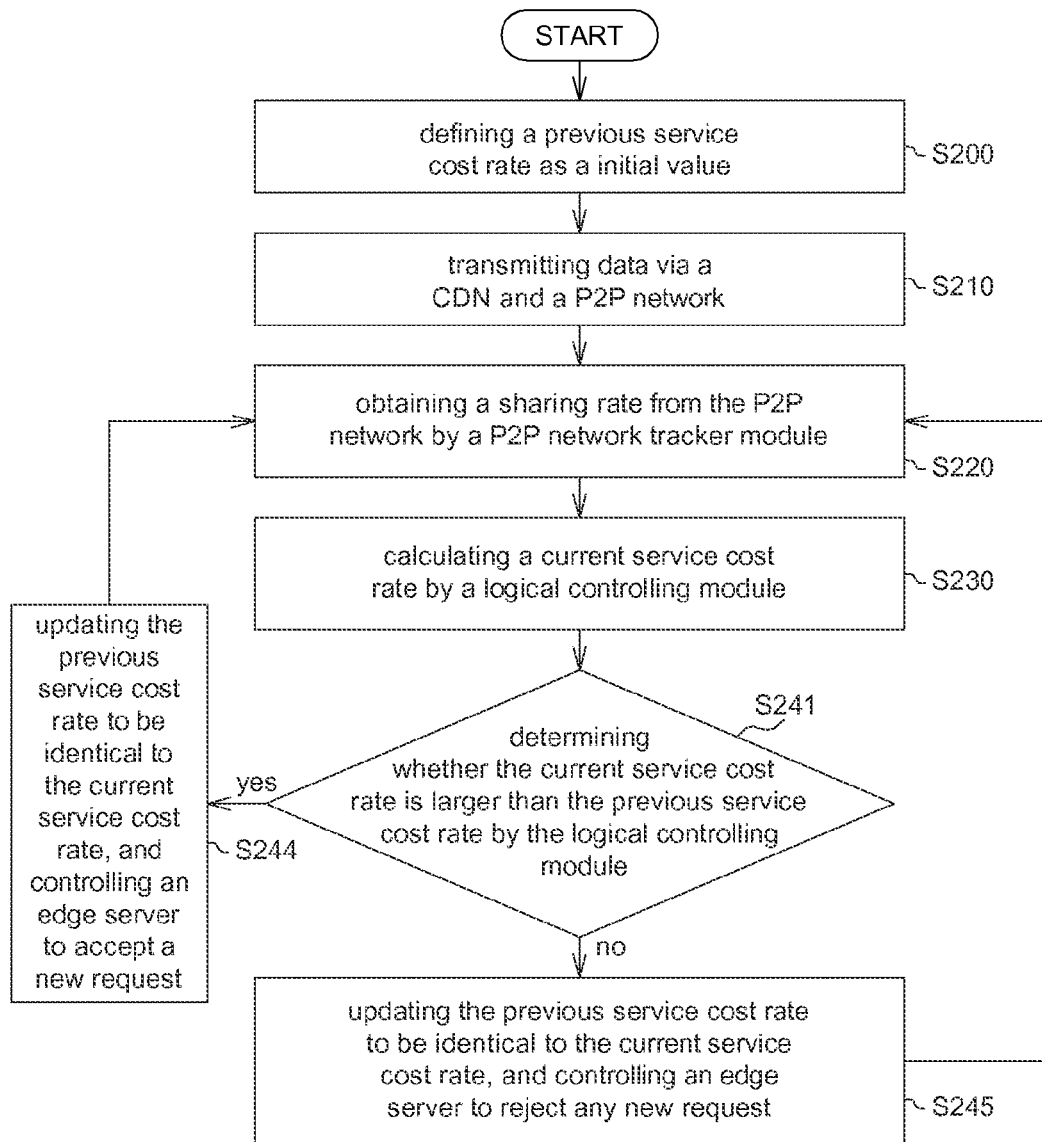 START
defining a previous service
cost rate as a initial value
S200
transmitting data via a
CDN and a P2P network
S210
obtaining a sharing rate from the P2P
network by a P2P network tracker module
S220
calculating a current service cost
rate by a logical controlling module
S230
updating the
previous
service cost
rate to be
identical to
the current
service cost
rate, and
controlling an
edge server
to accept a
new request
S244
yes
S241
determining
whether the current service cost
rate is larger than the previous service
cost rate by the logical controlling
module
no
updating the previous service cost rate
to be identical to the current service
cost rate, and controlling an edge
server to reject any new request
S245